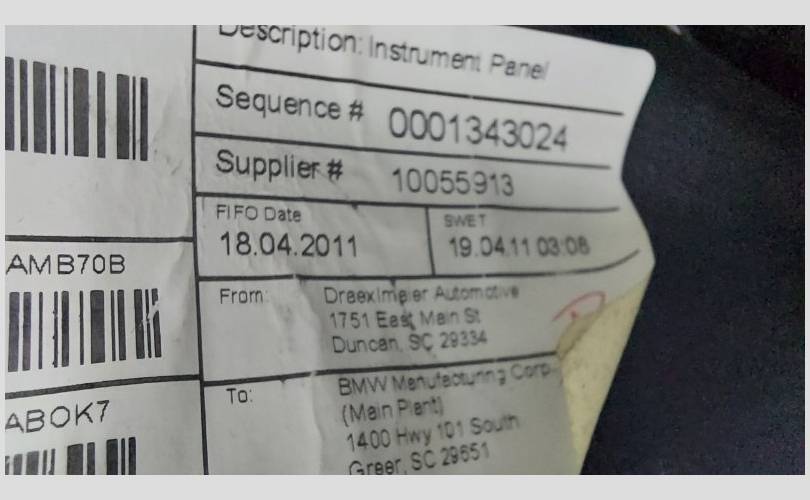 Description: Instrument Panel
Sequence # 0001343024
Supplier # 10055913
FIFO Date
18.04.2011
SWET
19.04.11 03:08
AMB70B
From: Draexlmaier Automotive
1751 East Main St
Duncan, SC 29334
ABOK7
To: BMW Manufacturing Corp.
(Main Plant)
1400 Hwy 101 South
Greer, SC 29651